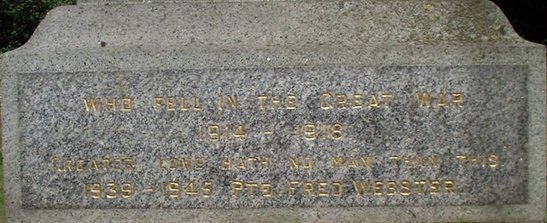 WHO FELL IN THE GREAT WAR
1914 - 1918
"GREATER LOVE HATH NO MAN THAN THIS"
1939 - 1945 PTE. FRED WEBSTER